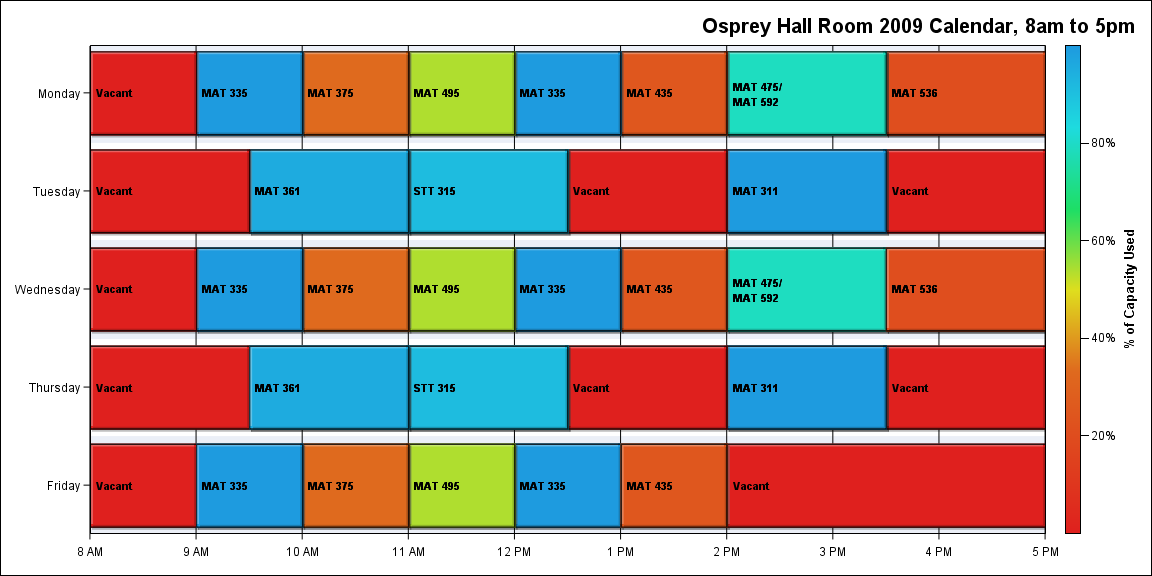 Osprey Hall Room 2009 Calendar, 8am to 5pm
Monday
Vacant
MAT 335
MAT 375
MAT 495
MAT 335
MAT 435
MAT 475/
MAT 592
MAT 536
Tuesday
Vacant
MAT 361
STT 315
Vacant
MAT 311
Vacant
Wednesday
Vacant
MAT 335
MAT 375
MAT 495
MAT 335
MAT 435
MAT 475/
MAT 592
MAT 536
Thursday
Vacant
MAT 361
STT 315
Vacant
MAT 311
Vacant
Friday
Vacant
MAT 335
MAT 375
MAT 495
MAT 335
MAT 435
Vacant
8 AM
9 AM
10 AM
11 AM
12 PM
1 PM
2 PM
3 PM
4 PM
5 PM
80%
60%
40%
20%
% of Capacity Used